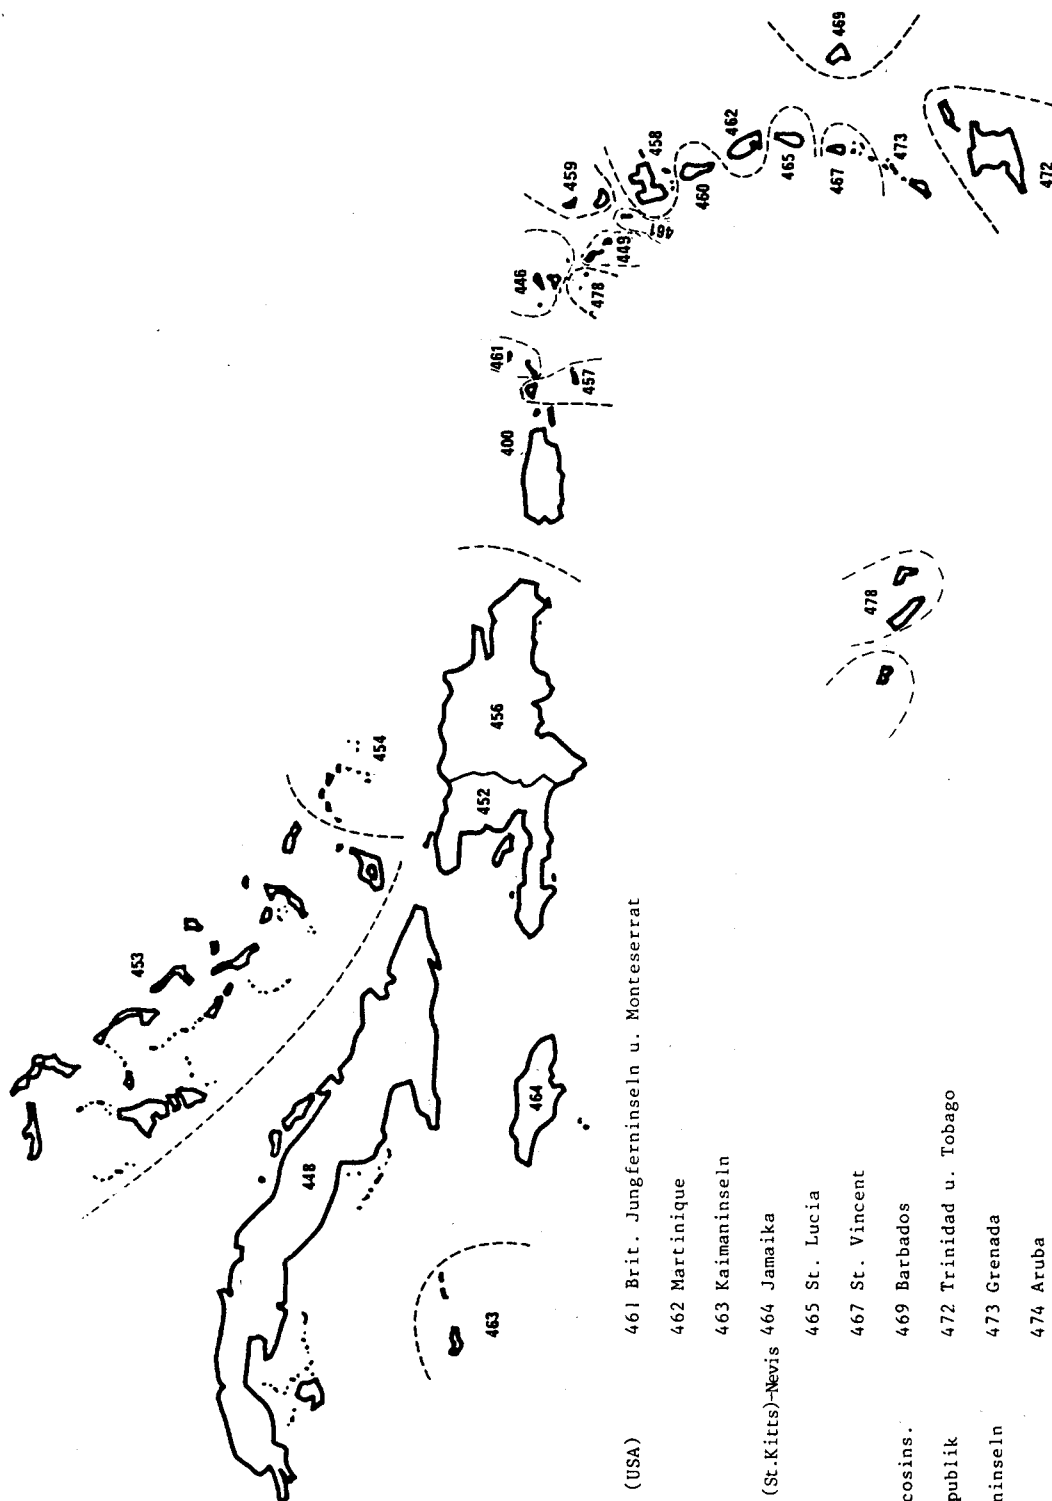 469
462
458
459
465
467
473
472
460
461
449
446
478
461
457
400
478
456
454
452
453
464
448
463
(USA) 461 Brit. Jungferninseln u. Monteserrat
462 Martinique
463 Kaimaninseln
(St.Kitts)-Nevis 464 Jamaika
465 St. Lucia
467 St. Vincent
cosins. 469 Barbados
publik 472 Trinidad u. Tobago
ninseln 473 Grenada
474 Aruba